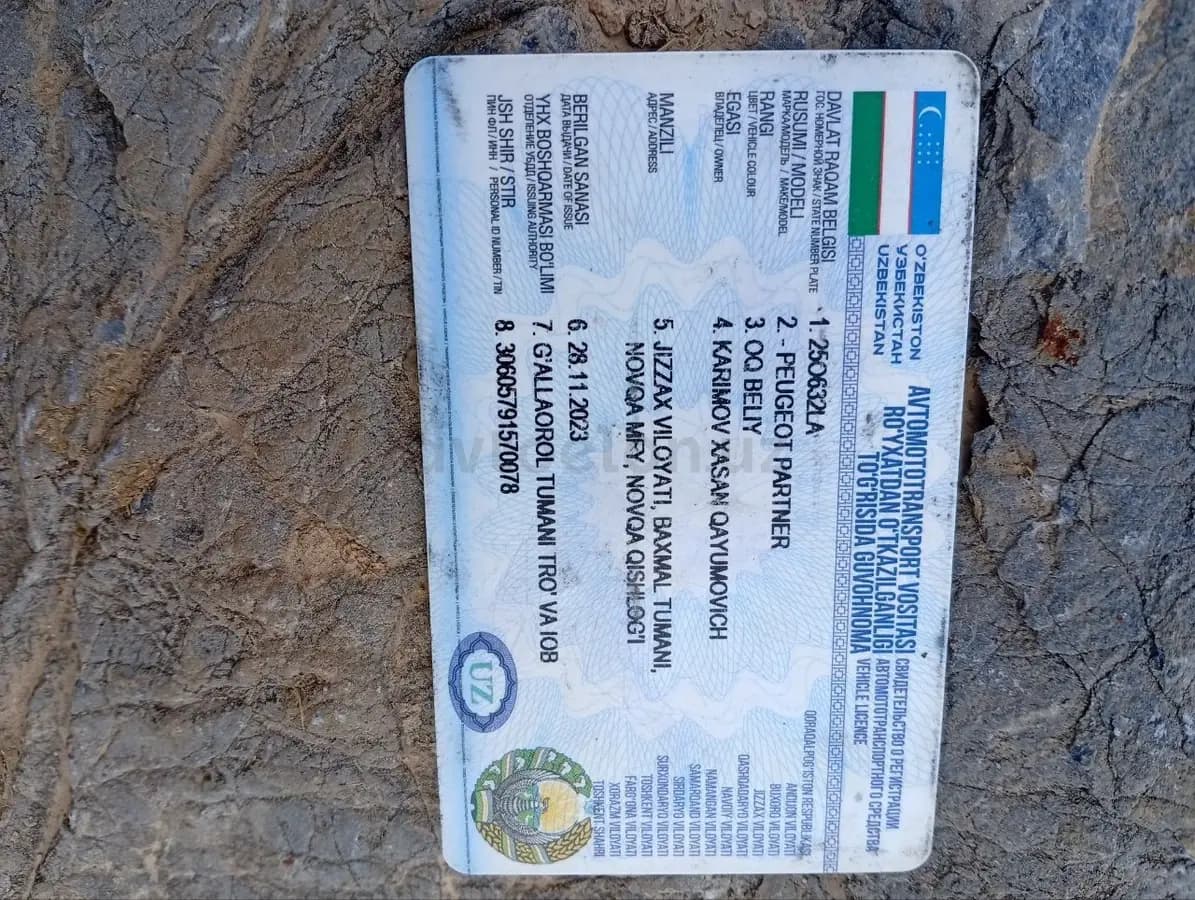 O'ZBEKISTON
УЗБЕКИСТАН
UZBEKISTAN
AVTOMOTOTRANSPORT VOSITASI
RO'YXATDAN O'TKAZILGANLIGI
TO'G'RISIDA GUVOHNOMA
СВИДЕТЕЛЬСТВО О РЕГИСТРАЦИИ
АВТОМОТОТРАНСПОРТНОГО СРЕДСТВА
VEHICLE LICENCE
DAVLAT RAQAM BELGISI
ГОС НОМЕРНОЙ ЗНАК / STATE NUMBER PLATE
1. 25O632LA
RUSUMI / MODELI
МАРКА/МОДЕЛЬ / MAKE/MODEL
2. - PEUGEOT PARTNER
RANGI
ЦВЕТ / VEHICLE COLOUR
3. OQ BELIY
EGASI
ВЛАДЕЛЕЦ / OWNER
4. KARIMOV XASAN QAYUMOVICH
MANZILI
АДРЕС / ADDRESS
5. JIZZAX VILOYATI, BAXMAL TUMANI,
NOVQA MFY, NOVQA QISHLOG'I
BERILGAN SANASI
ДАТА ВЫДАЧИ / DATE OF ISSUE
6. 28.11.2023
YHX BOSHQARMASI BO'LIMI
ОТДЕЛЕНИЕ УБДД / ISSUING AUTHORITY
7. G'ALLAOROL TUMANI TRO' VA IOB
JSH SHIR / STIR
ПИН ФЛ / ИНН / PERSONAL ID NUMBER / TIN
8. 30605791570078
QORAQALPOG'ISTON RESPUBLIKASI
ANDIJON VILOYATI
BUXORO VILOYATI
JIZZAX VILOYATI
QASHQADARYO VILOYATI
NAVOIY VILOYATI
NAMANGAN VILOYATI
SAMARQAND VILOYATI
SIRDARYO VILOYATI
SURXONDARYO VILOYATI
TOSHKENT VILOYATI
FARG'ONA VILOYATI
XORAZM VILOYATI
TOSHKENT SHAHRI
UZ